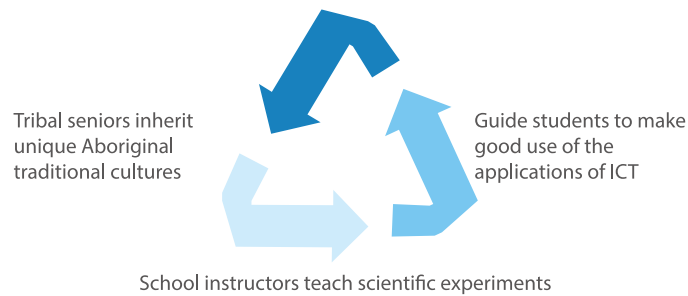 Tribal seniors inherit
unique Aboriginal
traditional cultures
Guide students to make
good use of the
applications of ICT
School instructors teach scientific experiments